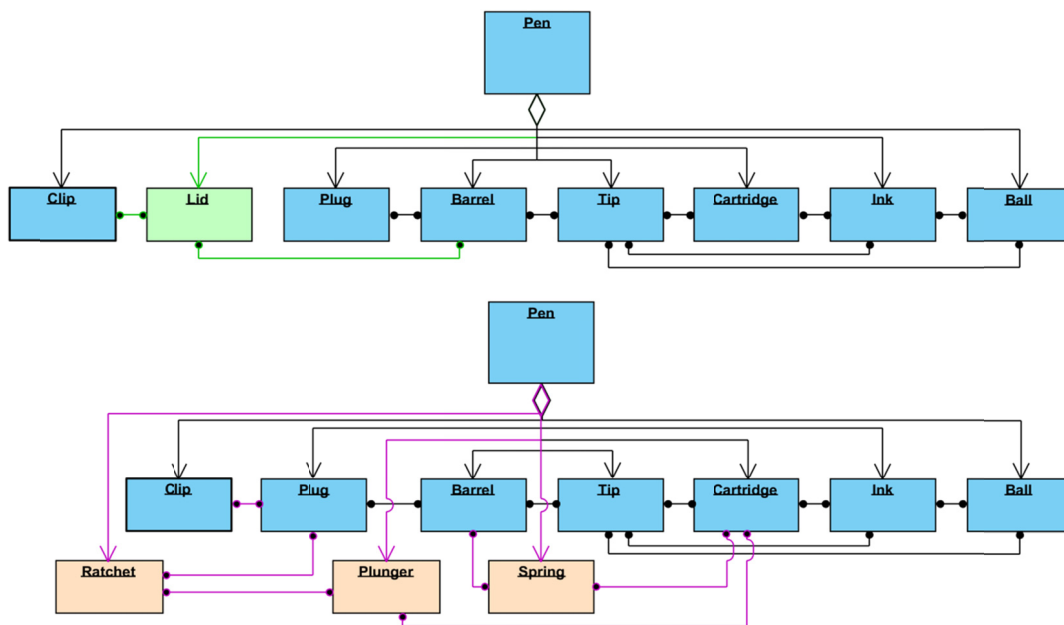 Pen
Clip
Lid
Plug
Barrel
Tip
Cartridge
Ink
Ball
Pen
Clip
Plug
Barrel
Tip
Cartridge
Ink
Ball
Ratchet
Plunger
Spring